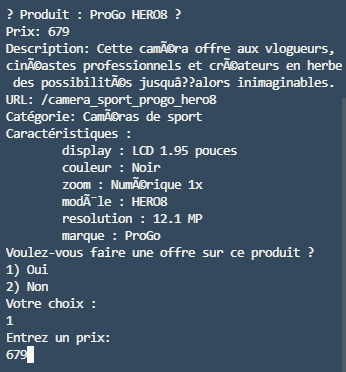 ? Produit : ProGo HERO8 ?
Prix: 679
Description: Cette camÃ©ra offre aux vlogueurs,
cinÃ©astes professionnels et crÃ©ateurs en herbe
des possibilitÃ©s jusquâ??alors inimaginables.
URL: /camera_sport_progo_hero8
Catégorie: CamÃ©ras de sport
Caractéristiques :
display : LCD 1.95 pouces
couleur : Noir
zoom : NumÃ©rique 1x
modÃ¨le : HERO8
resolution : 12.1 MP
marque : ProGo
Voulez-vous faire une offre sur ce produit ?
1) Oui
2) Non
Votre choix :
1
Entrez un prix:
679